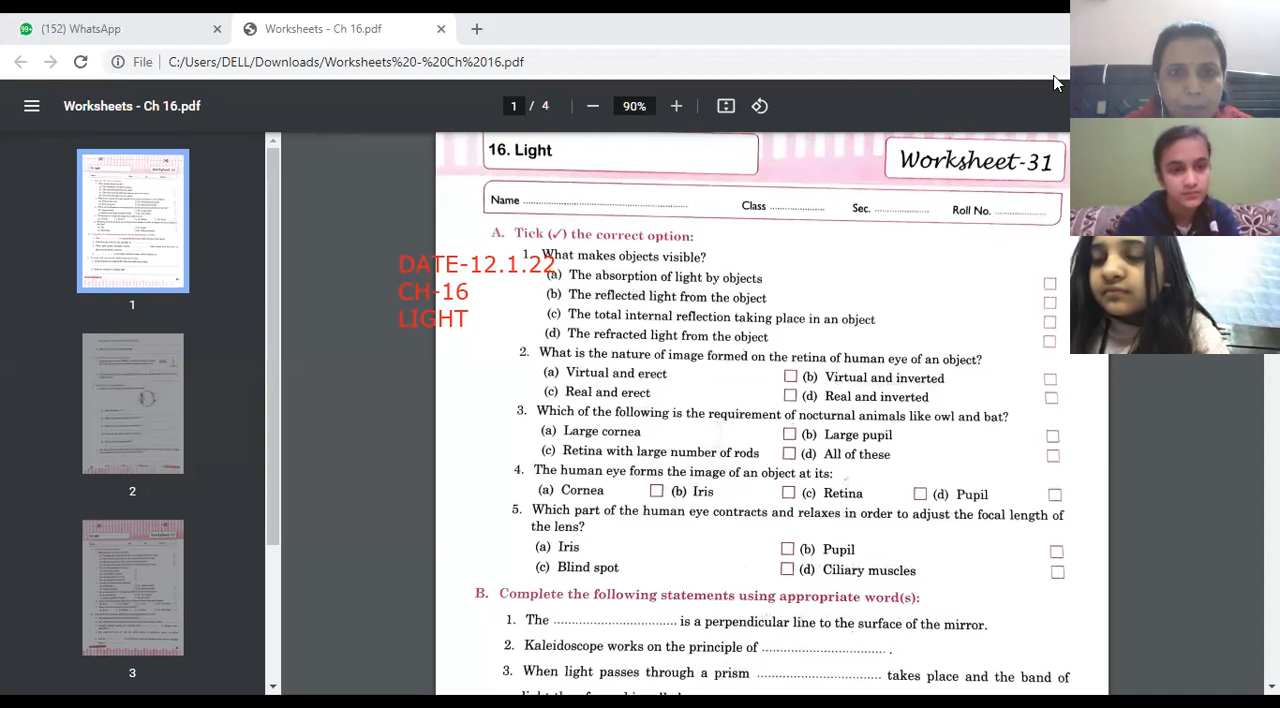 (152) WhatsApp
Worksheets - Ch 16.pdf
File C:/Users/DELL/Downloads/Worksheets%20-%20Ch%2016.pdf
Worksheets - Ch 16.pdf
1 / 4
90%
16. Light
Worksheet-31
Name Class Sec. Roll No.
A. Tick (✓) the correct option:
1. What makes objects visible?
DATE-12.1.22
(a) The absorption of light by objects
CH-16
(b) The reflected light from the object
LIGHT
(c) The total internal reflection taking place in an object
(d) The refracted light from the object
2. What is the nature of image formed on the retina of human eye of an object?
(a) Virtual and erect (b) Virtual and inverted
(c) Real and erect (d) Real and inverted
3. Which of the following is the requirement of nocturnal animals like owl and bat?
(a) Large cornea (b) Large pupil
(c) Retina with large number of rods (d) All of these
4. The human eye forms the image of an object at its:
(a) Cornea (b) Iris (c) Retina (d) Pupil
5. Which part of the human eye contracts and relaxes in order to adjust the focal length of
the lens?
(a) Iris (b) Pupil
(c) Blind spot (d) Ciliary muscles
B. Complete the following statements using appropriate word(s):
1. The ............................... is a perpendicular line to the surface of the mirror.
2. Kaleidoscope works on the principle of ............................... .
3. When light passes through a prism ............................... takes place and the band of
1
2
3